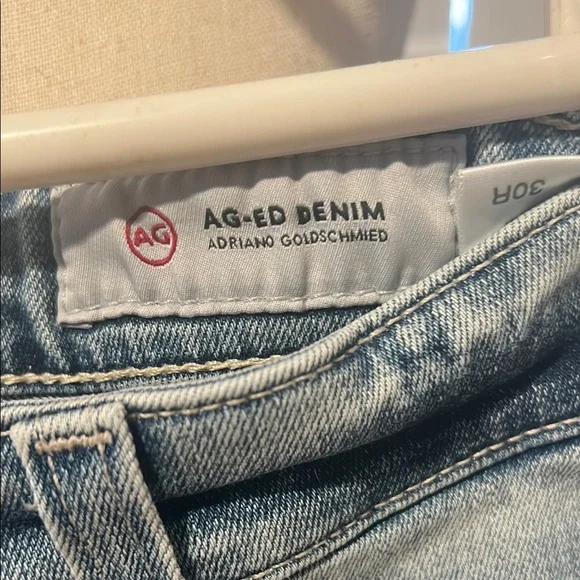 AG
AG-ED DENIM
ADRIANO GOLDSCHMIED
30R